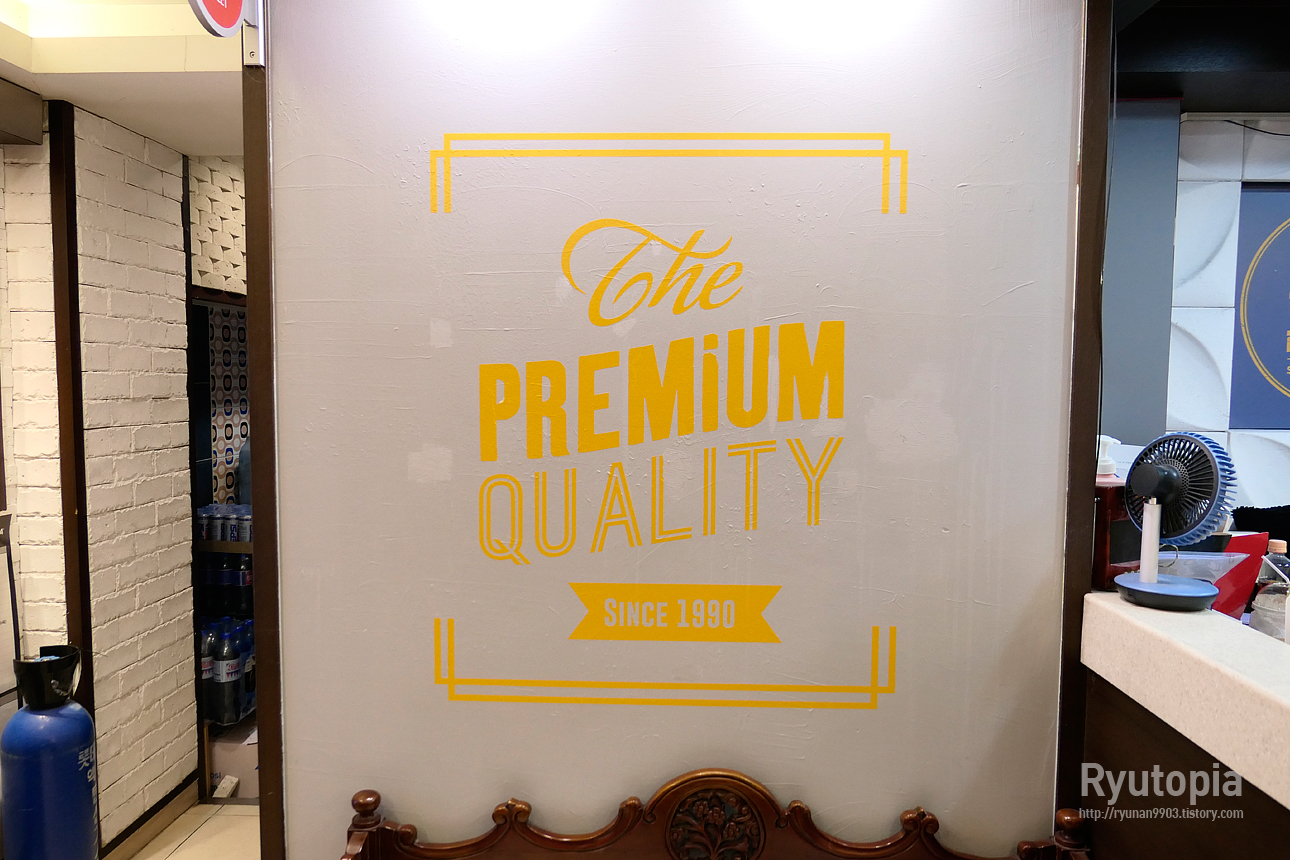 The
PREMiUM
QUALITY
SINCE 1990
Ryutopia
http://ryunan9903.tistory.com